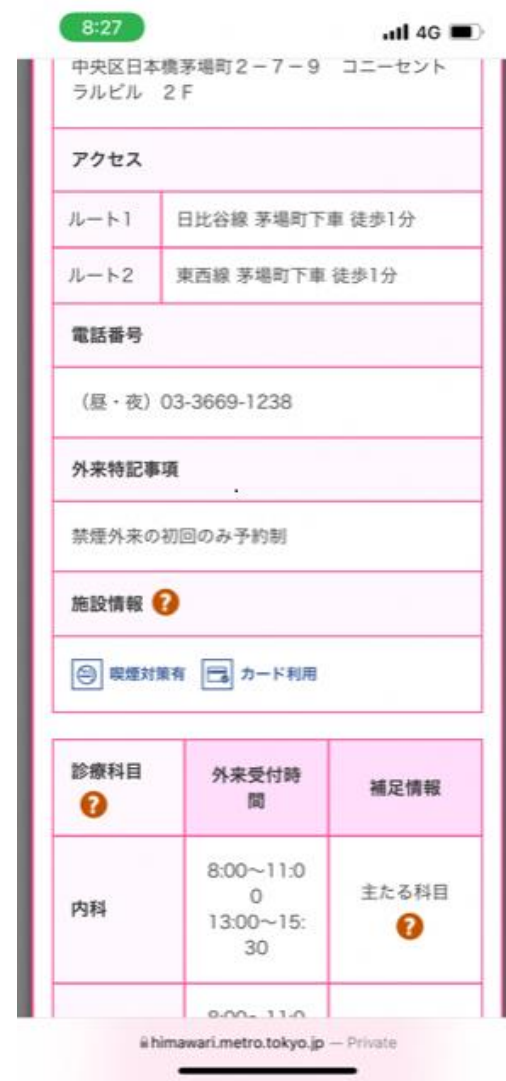 8:27
4G
中央区日本橋茅場町２－７－９　コニーセント
ラルビル　２Ｆ
アクセス
ルート1 日比谷線 茅場町下車 徒歩1分
ルート2 東西線 茅場町下車 徒歩1分
電話番号
（昼・夜）03-3669-1238
外来特記事項
禁煙外来の初回のみ予約制
施設情報 ?
喫煙対策有 カード利用
診療科目
?
外来受付時
間
補足情報
内科
8:00～11:0
0
13:00～15:
30
主たる科目
?
8:00～11:0
himawari.metro.tokyo.jp — Private